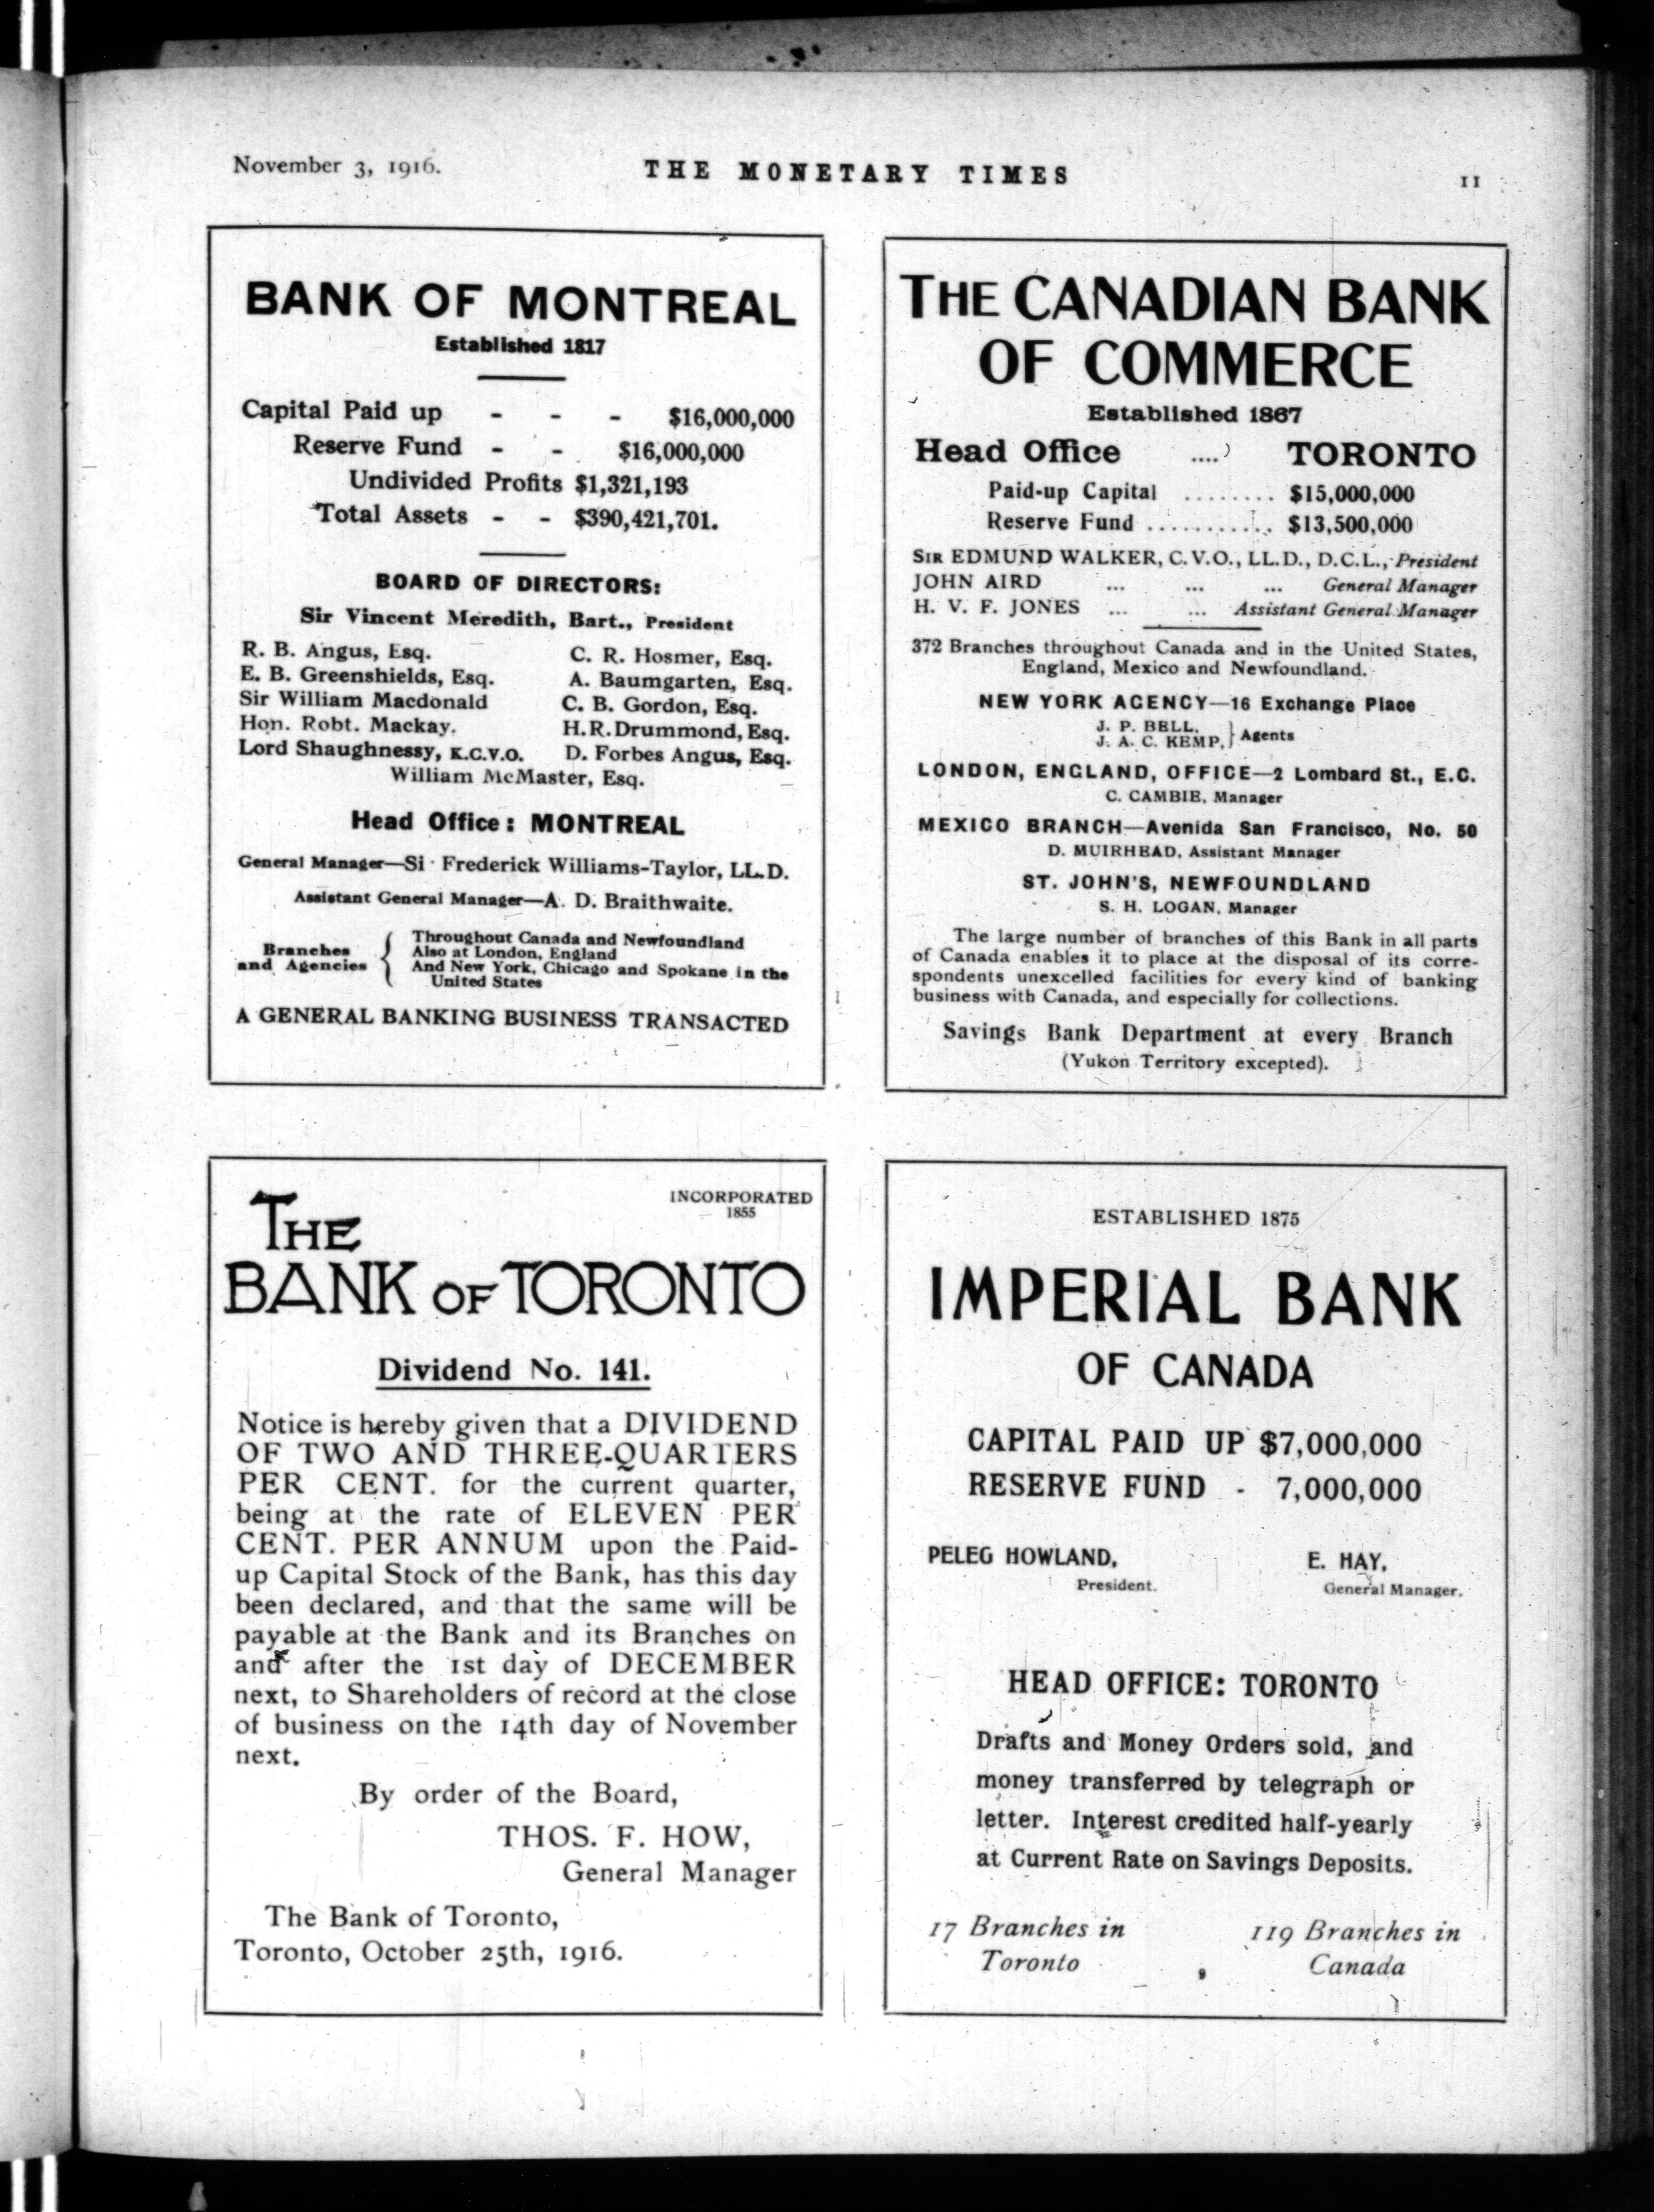 November 3, 1916.
THE MONETARY TIMES
11
BANK OF MONTREAL
Established 1817
Capital Paid up - - - $16,000,000
Reserve Fund - - $16,000,000
Undivided Profits $1,321,193
Total Assets - - $390,421,701.
BOARD OF DIRECTORS:
Sir Vincent Meredith, Bart., President
R. B. Angus, Esq. C. R. Hosmer, Esq.
E. B. Greenshields, Esq. A. Baumgarten, Esq.
Sir William Macdonald C. B. Gordon, Esq.
Hon. Robt. Mackay. H.R.Drummond, Esq.
Lord Shaughnessy, K.C.V.O. D. Forbes Angus, Esq.
William McMaster, Esq.
Head Office: MONTREAL
General Manager—Si Frederick Williams-Taylor, LL.D.
Assistant General Manager—A. D. Braithwaite.
Branches and Agencies
Throughout Canada and Newfoundland
Also at London, England
And New York, Chicago and Spokane in the
United States
A GENERAL BANKING BUSINESS TRANSACTED
THE CANADIAN BANK
OF COMMERCE
Established 1867
Head Office .... TORONTO
Paid-up Capital ........ $15,000,000
Reserve Fund ........... $13,500,000
SIR EDMUND WALKER, C.V.O., LL.D., D.C.L., President
JOHN AIRD ... ... ... General Manager
H. V. F. JONES ... ... Assistant General Manager
372 Branches throughout Canada and in the United States,
England, Mexico and Newfoundland.
NEW YORK AGENCY—16 Exchange Place
J. P. BELL,
J. A. C. KEMP, } Agents
LONDON, ENGLAND, OFFICE—2 Lombard St., E.C.
C. CAMBIE, Manager
MEXICO BRANCH—Avenida San Francisco, No. 50
D. MUIRHEAD, Assistant Manager
ST. JOHN'S, NEWFOUNDLAND
S. H. LOGAN, Manager
The large number of branches of this Bank in all parts
of Canada enables it to place at the disposal of its corre-
spondents unexcelled facilities for every kind of banking
business with Canada, and especially for collections.
Savings Bank Department at every Branch
(Yukon Territory excepted).
INCORPORATED
1855
THE
BANK OF TORONTO
Dividend No. 141.
Notice is hereby given that a DIVIDEND
OF TWO AND THREE-QUARTERS
PER CENT. for the current quarter,
being at the rate of ELEVEN PER
CENT. PER ANNUM upon the Paid-
up Capital Stock of the Bank, has this day
been declared, and that the same will be
payable at the Bank and its Branches on
and after the 1st day of DECEMBER
next, to Shareholders of record at the close
of business on the 14th day of November
next.
By order of the Board,
THOS. F. HOW,
General Manager
The Bank of Toronto,
Toronto, October 25th, 1916.
ESTABLISHED 1875
IMPERIAL BANK
OF CANADA
CAPITAL PAID UP $7,000,000
RESERVE FUND - 7,000,000
PELEG HOWLAND, E. HAY,
President. General Manager.
HEAD OFFICE: TORONTO
Drafts and Money Orders sold, and
money transferred by telegraph or
letter. Interest credited half-yearly
at Current Rate on Savings Deposits.
17 Branches in 119 Branches in
Toronto Canada